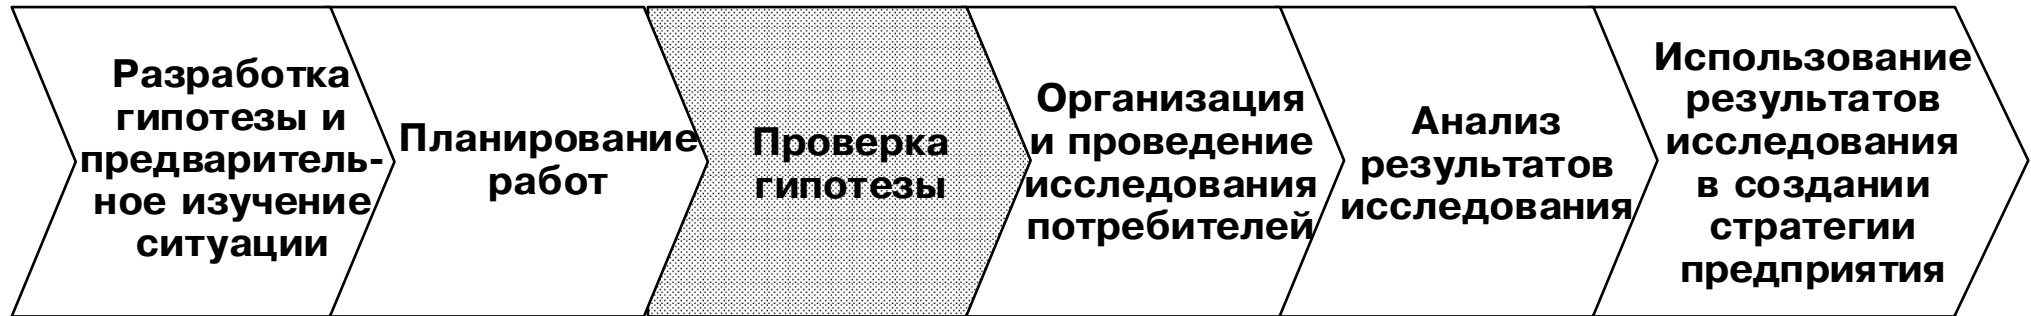 Разработка
гипотезы и
предваритель-
ное изучение
ситуации
Планирование
работ
Проверка
гипотезы
Организация
и проведение
исследования
потребителей
Анализ
результатов
исследования
Использование
результатов
исследования
в создании
стратегии
предприятия